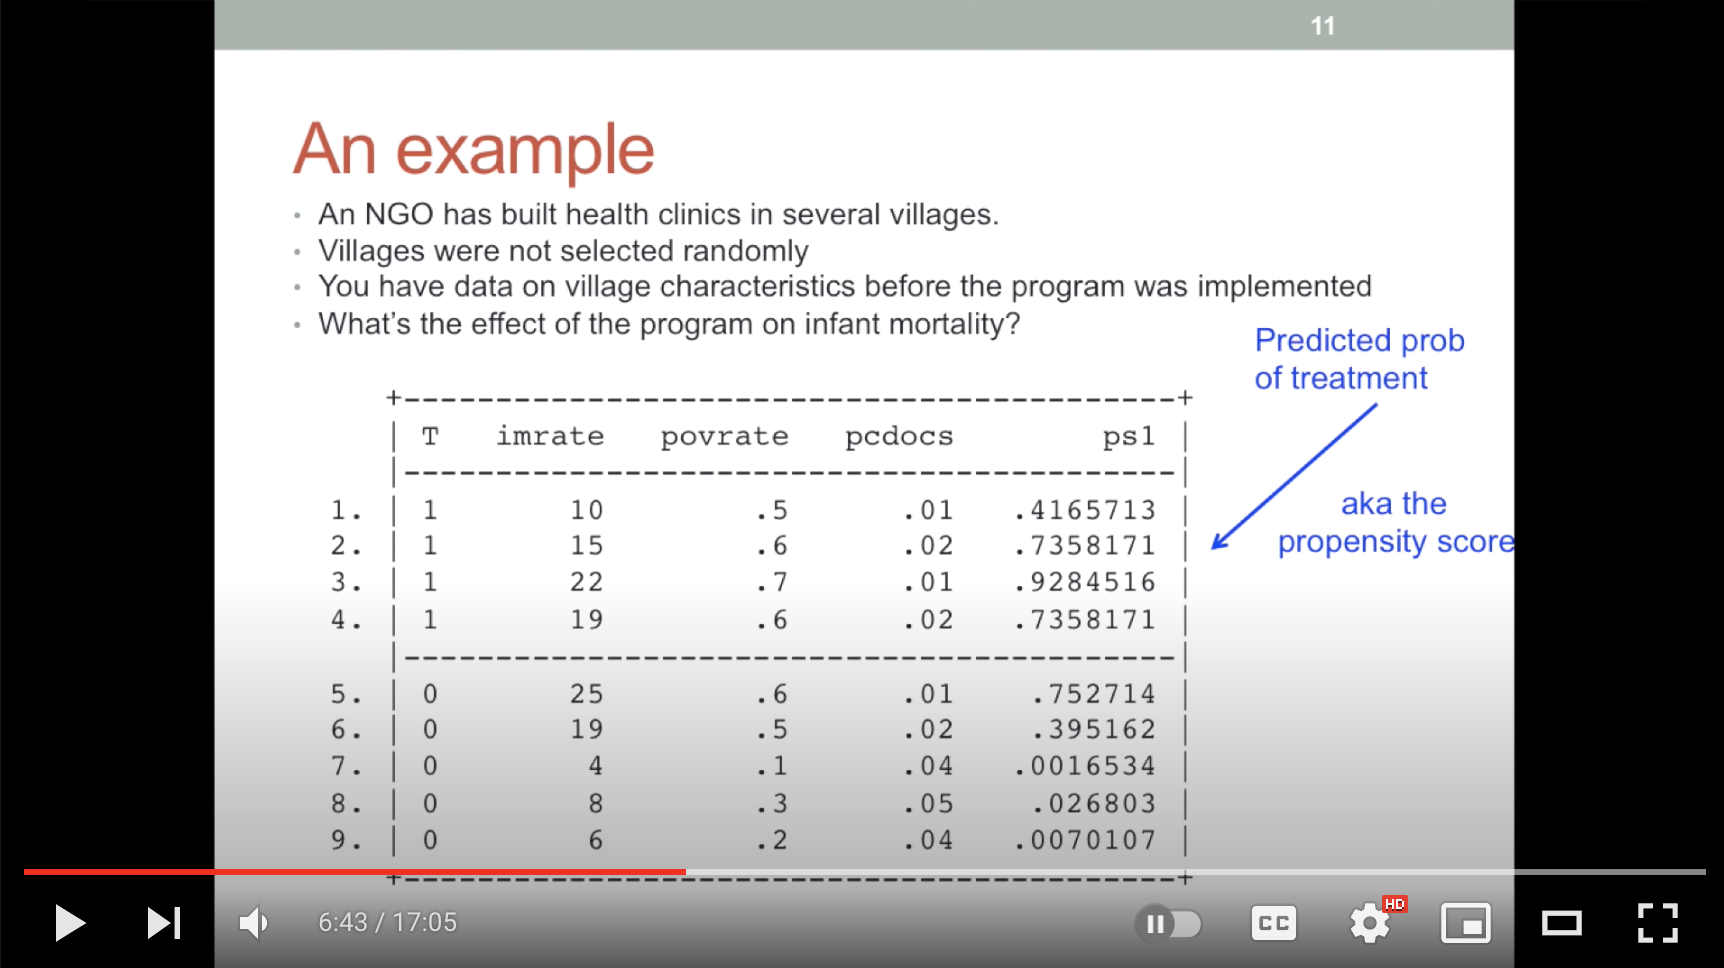 11
An example
• An NGO has built health clinics in several villages.
• Villages were not selected randomly
• You have data on village characteristics before the program was implemented
• What's the effect of the program on infant mortality?
Predicted prob
of treatment
aka the
propensity score
T imrate povrate pcdocs ps1
1. 1 10 .5 .01 .4165713
2. 1 15 .6 .02 .7358171
3. 1 22 .7 .01 .9284516
4. 1 19 .6 .02 .7358171
5. 0 25 .6 .01 .752714
6. 0 19 .5 .02 .395162
7. 0 4 .1 .04 .0016534
8. 0 8 .3 .05 .026803
9. 0 6 .2 .04 .0070107
6:43 / 17:05
CC
HD